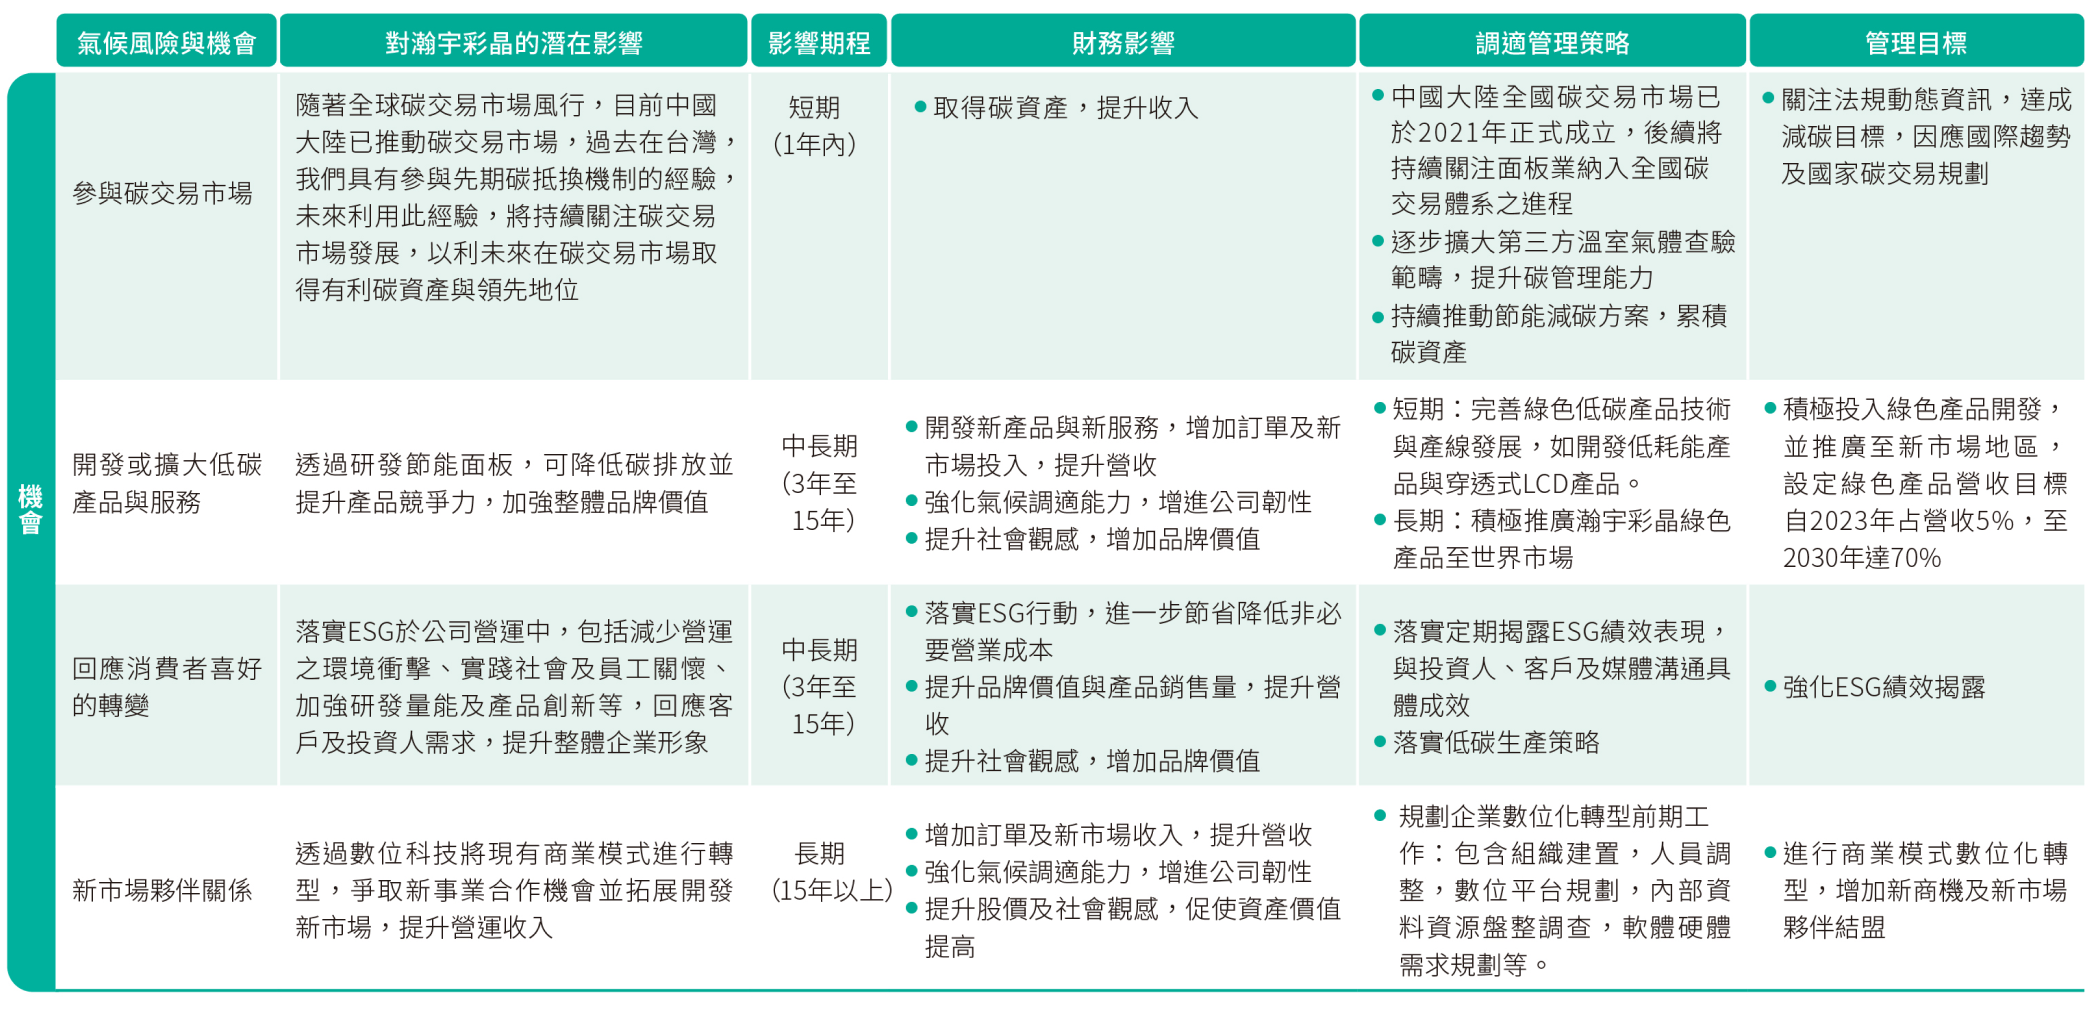 氣候風險與機會
對瀚宇彩晶的潛在影響
影響期程
財務影響
調適管理策略
管理目標
機
會
參與碳交易市場
隨著全球碳交易市場風行，目前中國
大陸已推動碳交易市場，過去在台灣，
我們具有參與先期碳抵換機制的經驗，
未來利用此經驗，將持續關注碳交易
市場發展，以利未來在碳交易市場取
得有利碳資產與領先地位
短期
（1年內）
●取得碳資產，提升收入
●中國大陸全國碳交易市場已
於2021年正式成立，後續將
持續關注面板業納入全國碳
交易體系之進程
●逐步擴大第三方溫室氣體查驗
範疇，提升碳管理能力
●持續推動節能減碳方案，累積
碳資產
●關注法規動態資訊，達成
減碳目標，因應國際趨勢
及國家碳交易規劃
開發或擴大低碳
產品與服務
透過研發節能面板，可降低碳排放並
提升產品競爭力，加強整體品牌價值
中長期
（3年至
15年）
●開發新產品與新服務，增加訂單及新
市場投入，提升營收
●強化氣候調適能力，增進公司韌性
●提升社會觀感，增加品牌價值
●短期：完善綠色低碳產品技術
與產線發展，如開發低耗能產
品與穿透式LCD產品。
●長期：積極推廣瀚宇彩晶綠色
產品至世界市場
●積極投入綠色產品開發，
並推廣至新市場地區，
設定綠色產品營收目標
自2023年占營收5%，至
2030年達70%
回應消費者喜好
的轉變
落實ESG於公司營運中，包括減少營運
之環境衝擊、實踐社會及員工關懷、
加強研發量能及產品創新等，回應客
戶及投資人需求，提升整體企業形象
中長期
（3年至
15年）
●落實ESG行動，進一步節省降低非必
要營業成本
●提升品牌價值與產品銷售量，提升營
收
●提升社會觀感，增加品牌價值
●落實定期揭露ESG績效表現，
與投資人、客戶及媒體溝通具
體成效
●落實低碳生產策略
●強化ESG績效揭露
新市場夥伴關係
透過數位科技將現有商業模式進行轉
型，爭取新事業合作機會並拓展開發
新市場，提升營運收入
長期
（15年以上）
●增加訂單及新市場收入，提升營收
●強化氣候調適能力，增進公司韌性
●提升股價及社會觀感，促使資產價值
提高
●規劃企業數位化轉型前期工
作：包含組織建置，人員調
整，數位平台規劃，內部資
料資源盤整調查，軟體硬體
需求規劃等。
●進行商業模式數位化轉
型，增加新商機及新市場
夥伴結盟